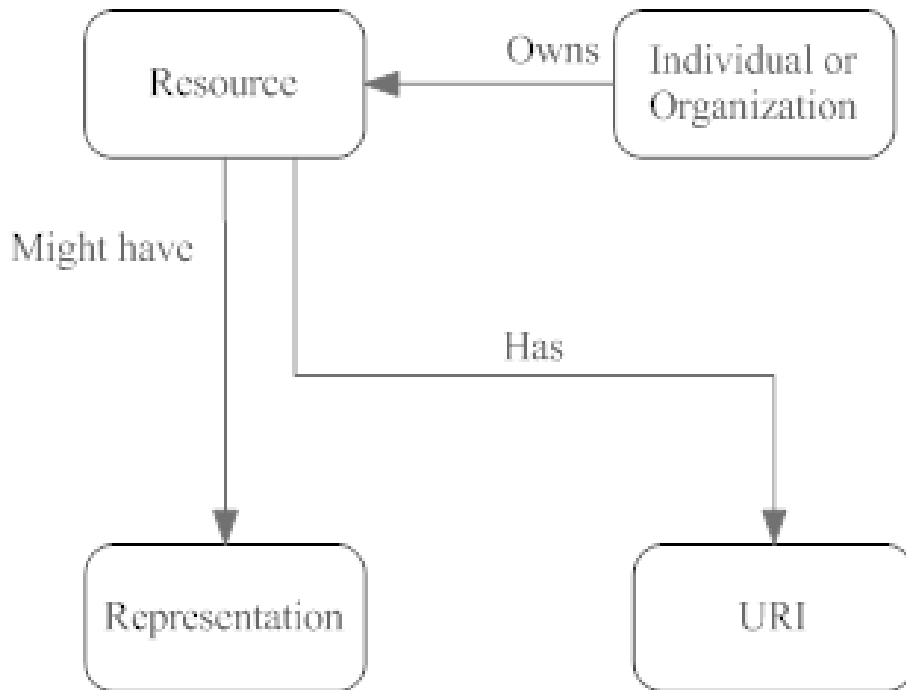 Resource
Owns
Individual or
Organization
Might have
Has
Representation
URI